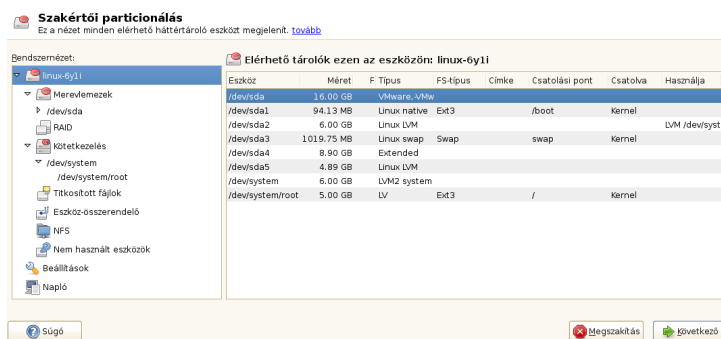 Szakértői particionálás
Ez a nézet minden elérhető háttértároló eszközt megjelenít. tovább
Rendszernézet:
linux-6y1i
Merevlemezek
/dev/sda
RAID
Kötetkezelés
/dev/system
/dev/system/root
Titkosított fájlok
Eszköz-összerendelő
NFS
Nem használt eszközök
Beállítások
Napló
Elérhető tárolók ezen az eszközön: linux-6y1i
Eszköz Méret F. Típus FS-típus Címke Csatolási pont Csatolva Használja
/dev/sda 16.00 GB VMware,-VMw
/dev/sda1 94.13 MB Linux native Ext3 /boot Kernel
/dev/sda2 6.00 GB Linux LVM LVM /dev/syst
/dev/sda3 1019.75 MB Linux swap Swap swap Kernel
/dev/sda4 8.90 GB Extended
/dev/sda5 4.89 GB Linux LVM
/dev/system 6.00 GB LVM2 system
/dev/system/root 5.00 GB LV Ext3 / Kernel
Súgó
Megszakítás
Következő